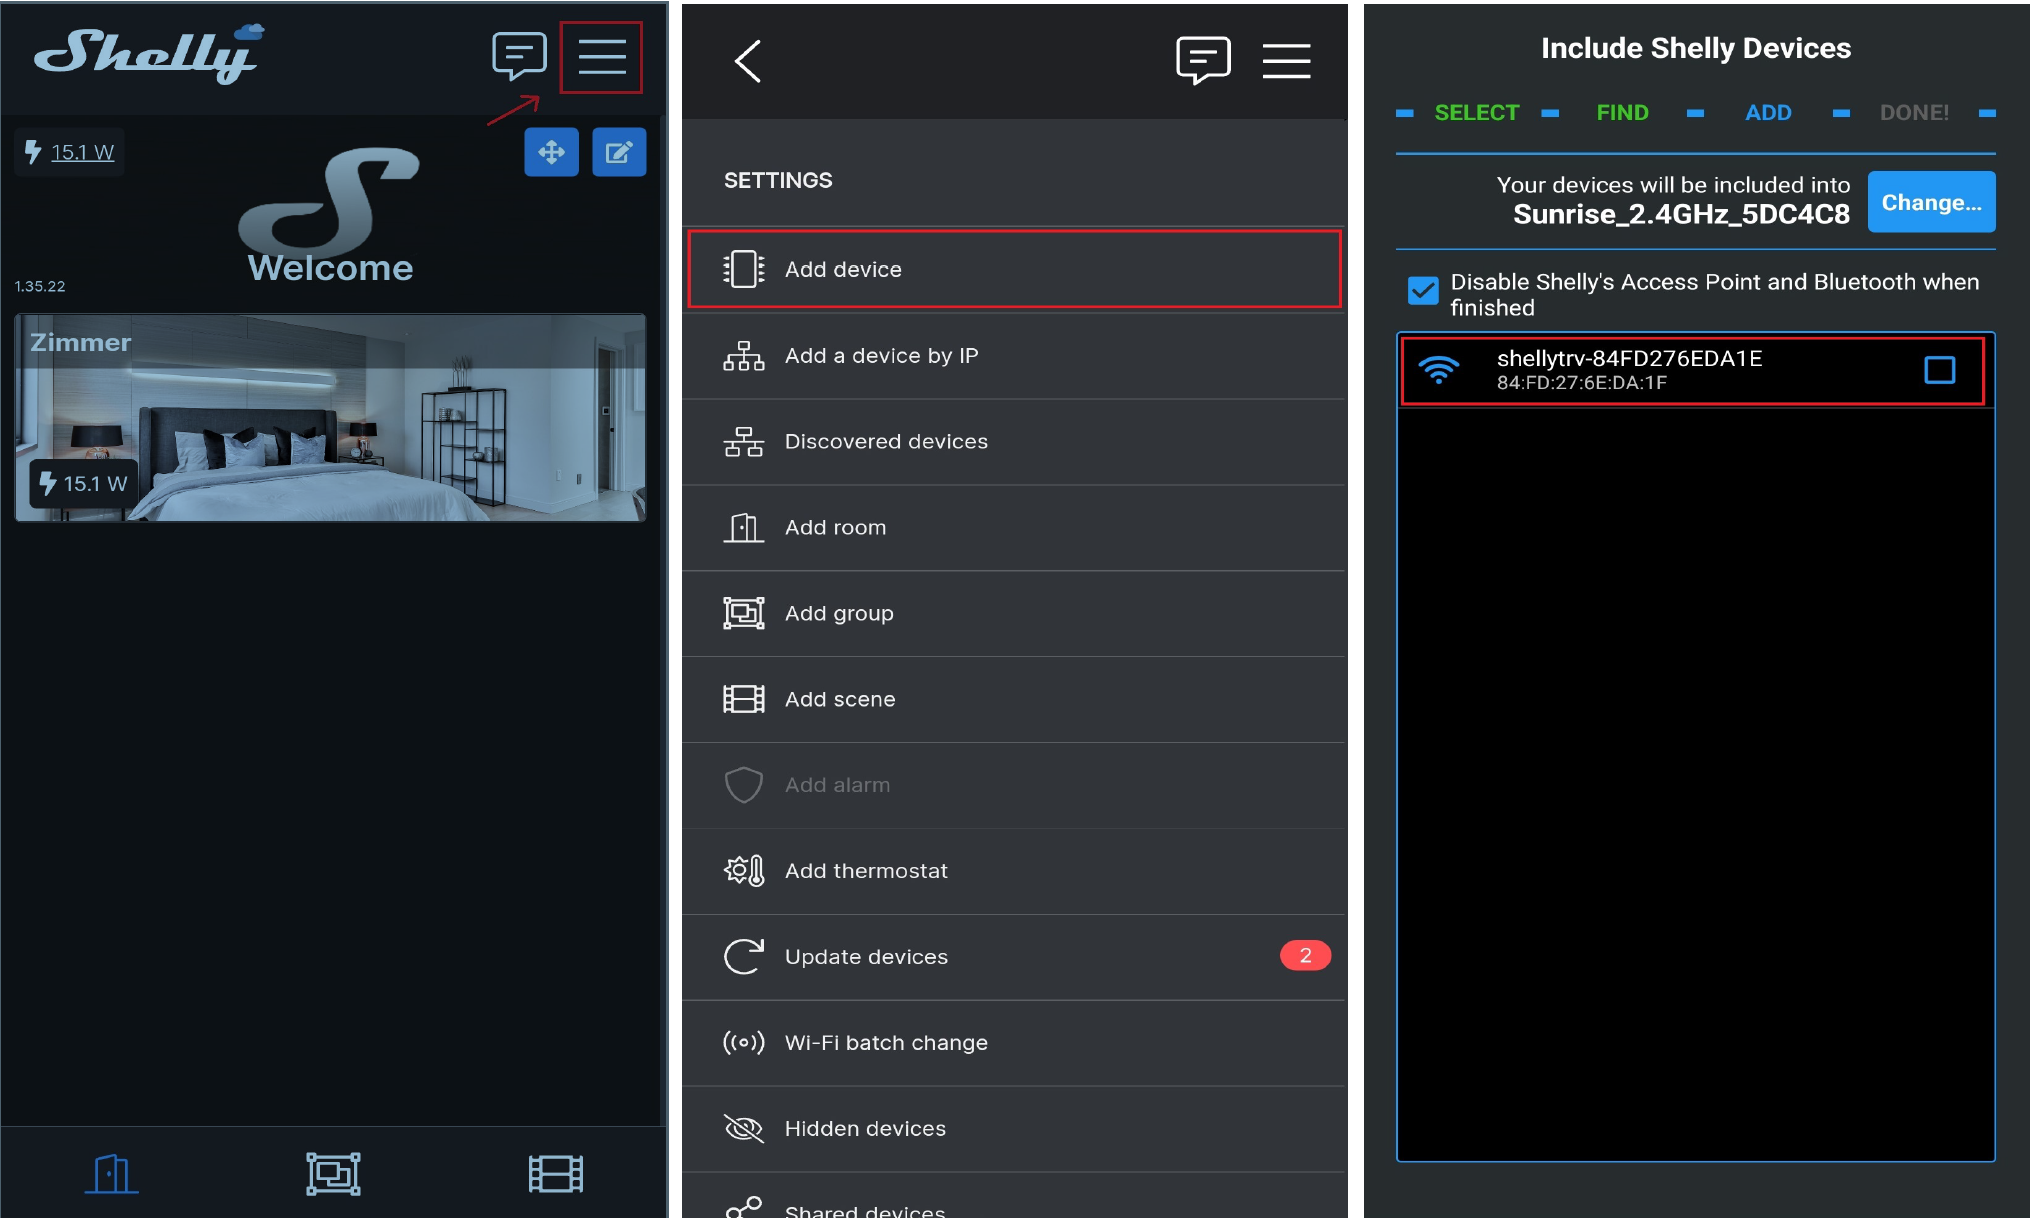 Shelly
15.1 W
Welcome
1.35.22
Zimmer
15.1 W
SETTINGS
Add device
Add a device by IP
Discovered devices
Add room
Add group
Add scene
Add alarm
Add thermostat
Update devices 2
Wi-Fi batch change
Hidden devices
Shared devices
Include Shelly Devices
SELECT FIND ADD DONE!
Your devices will be included into
Sunrise_2.4GHz_5DC4C8
Change...
Disable Shelly's Access Point and Bluetooth when
finished
shellytrv-84FD276EDA1E
84:FD:27:6E:DA:1F